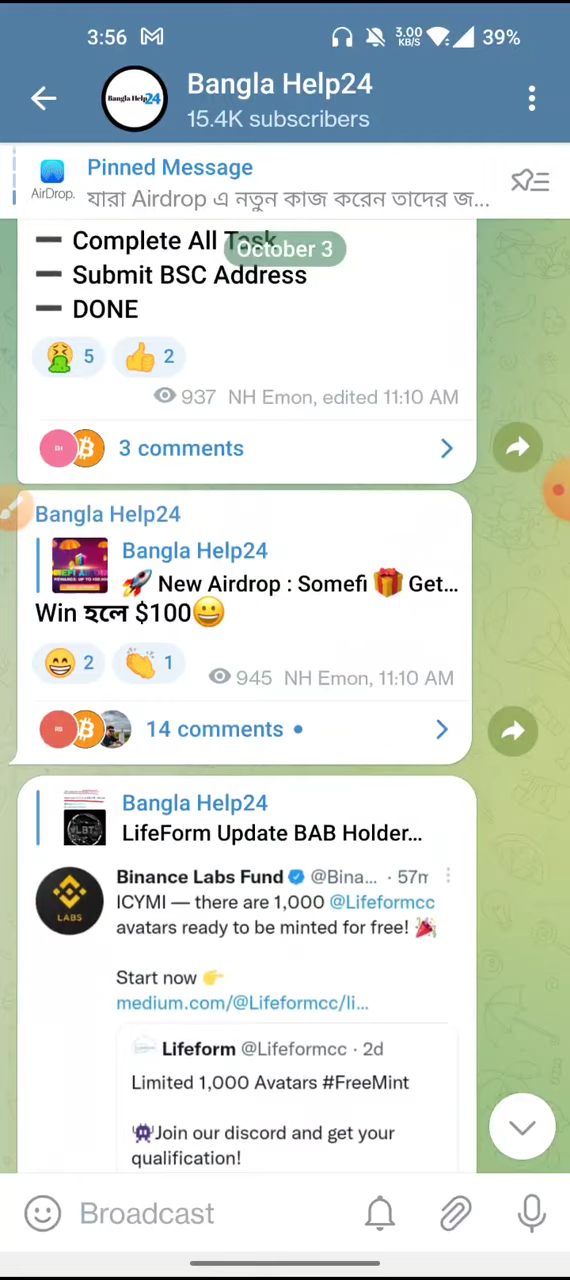 3:56
3.00 KB/S
39%
Bangla Help24
Bangla Help24
15.4K subscribers
Pinned Message
AirDrop.
যারা Airdrop এ নতুন কাজ করেন তাদের জ...
➖ Complete All Task
October 3
➖ Submit BSC Address
➖ DONE
5
2
937 NH Emon, edited 11:10 AM
3 comments
Bangla Help24
Bangla Help24
🚀 New Airdrop : Somefi 🎁 Get...
Win হলে $100😀
2
1
945 NH Emon, 11:10 AM
14 comments
Bangla Help24
LifeForm Update BAB Holder...
LABS
Binance Labs Fund @Bina... · 57m
ICYMI — there are 1,000 @Lifeformcc
avatars ready to be minted for free! 🎉
Start now 👉
medium.com/@Lifeformcc/li...
Lifeform @Lifeformcc · 2d
Limited 1,000 Avatars #FreeMint
👾Join our discord and get your
qualification!
Broadcast